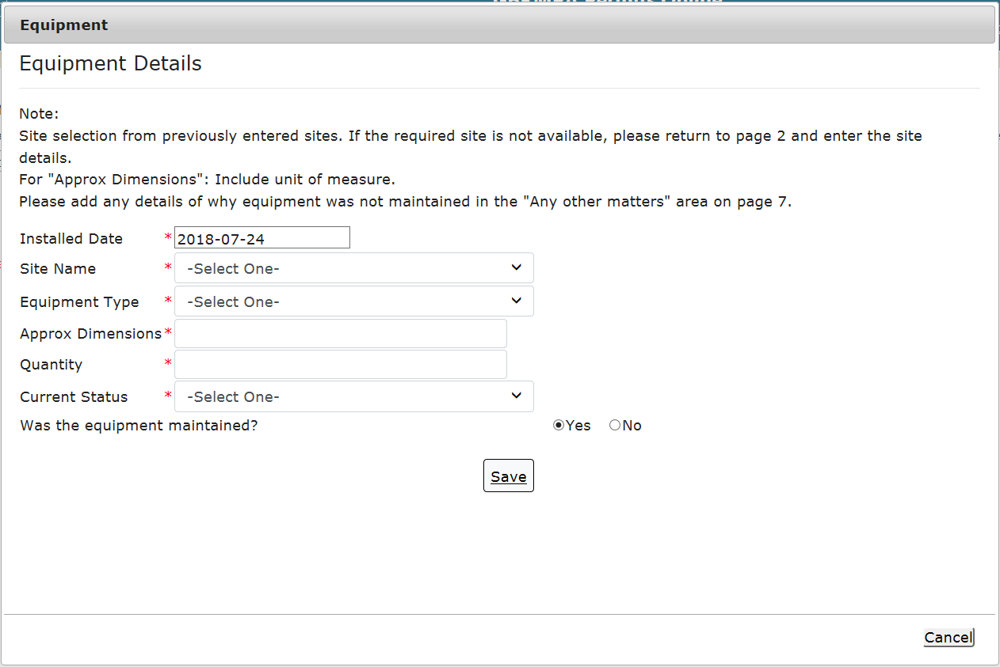 Equipment
Equipment Details
Note:
Site selection from previously entered sites. If the required site is not available, please return to page 2 and enter the site
details.
For "Approx Dimensions": Include unit of measure.
Please add any details of why equipment was not maintained in the "Any other matters" area on page 7.
Installed Date * 2018-07-24
Site Name * -Select One-
Equipment Type * -Select One-
Approx Dimensions *
Quantity *
Current Status * -Select One-
Was the equipment maintained? Yes No
Save
Cancel